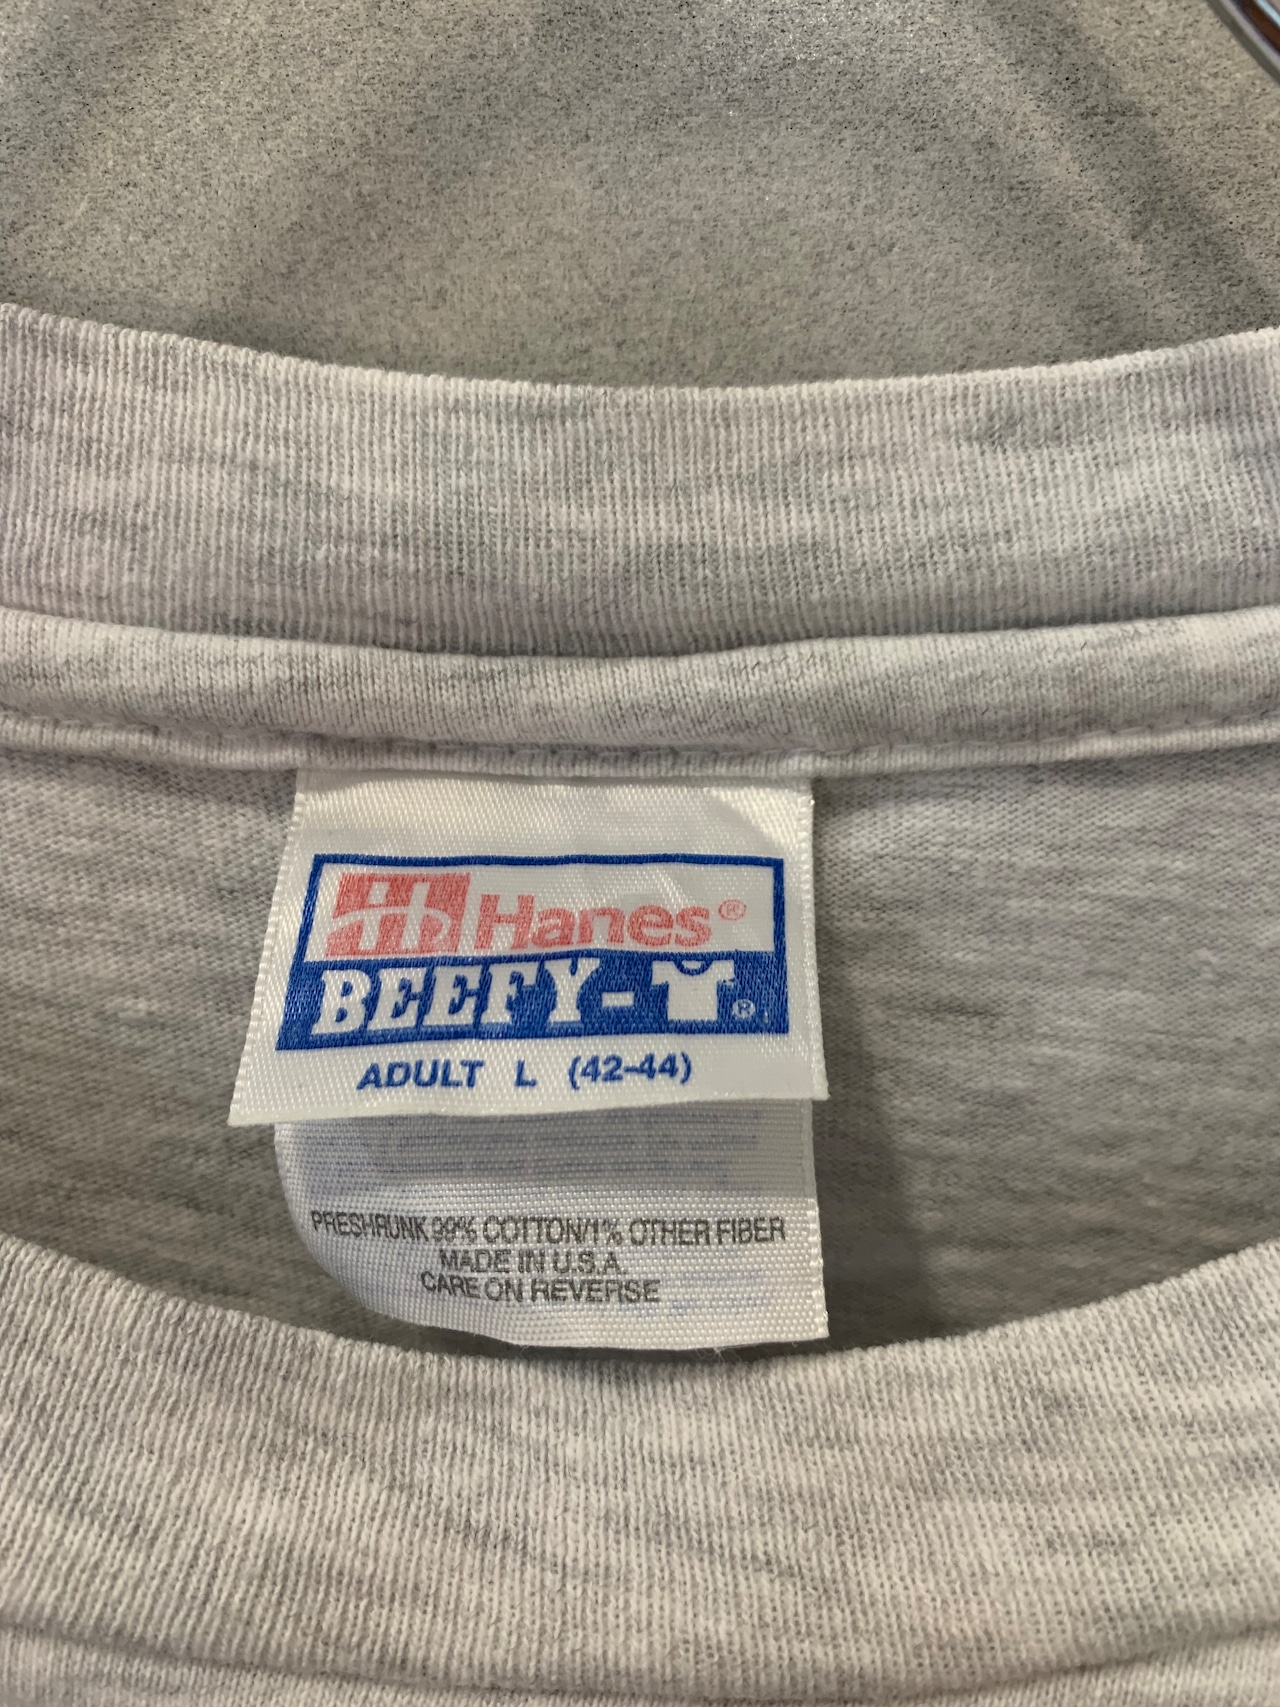 Hanes®
BEEFY-T®
ADULT L (42-44)
PRESHRUNK 99% COTTON/1% OTHER FIBER
MADE IN U.S.A.
CARE ON REVERSE